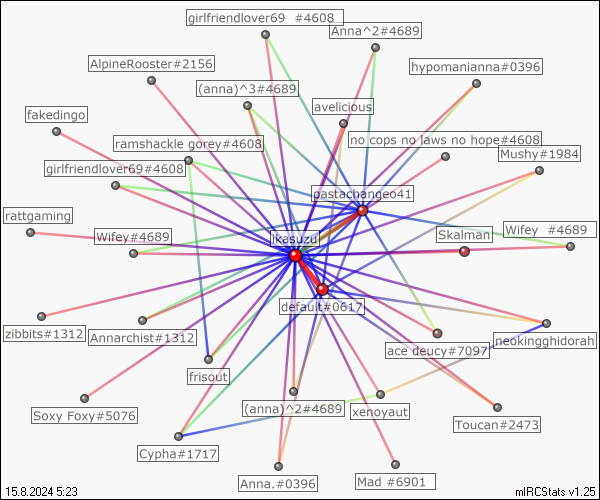 girlfriendlover69 #4608
Anna^2#4689
AlpineRooster#2156
hypomanianna#0396
(anna)^3#4689
avelicious
fakedingo
ramshackle gorey#4608
no cops no laws no hope#4608
Mushy#1984
girlfriendlover69#4608
pastachangeo41
rattgaming
Wifey#4689
ikasuzu
Skalman
Wifey #4689
default#0617
zibbits#1312
Annarchist#1312
neokingghidorah
ace deucy#7097
frisout
Soxy Foxy#5076
(anna)^2#4689
xenoyaut
Toucan#2473
Cypha#1717
Anna.#0396
Mad #6901
15.8.2024 5:23
mIRCStats v1.25